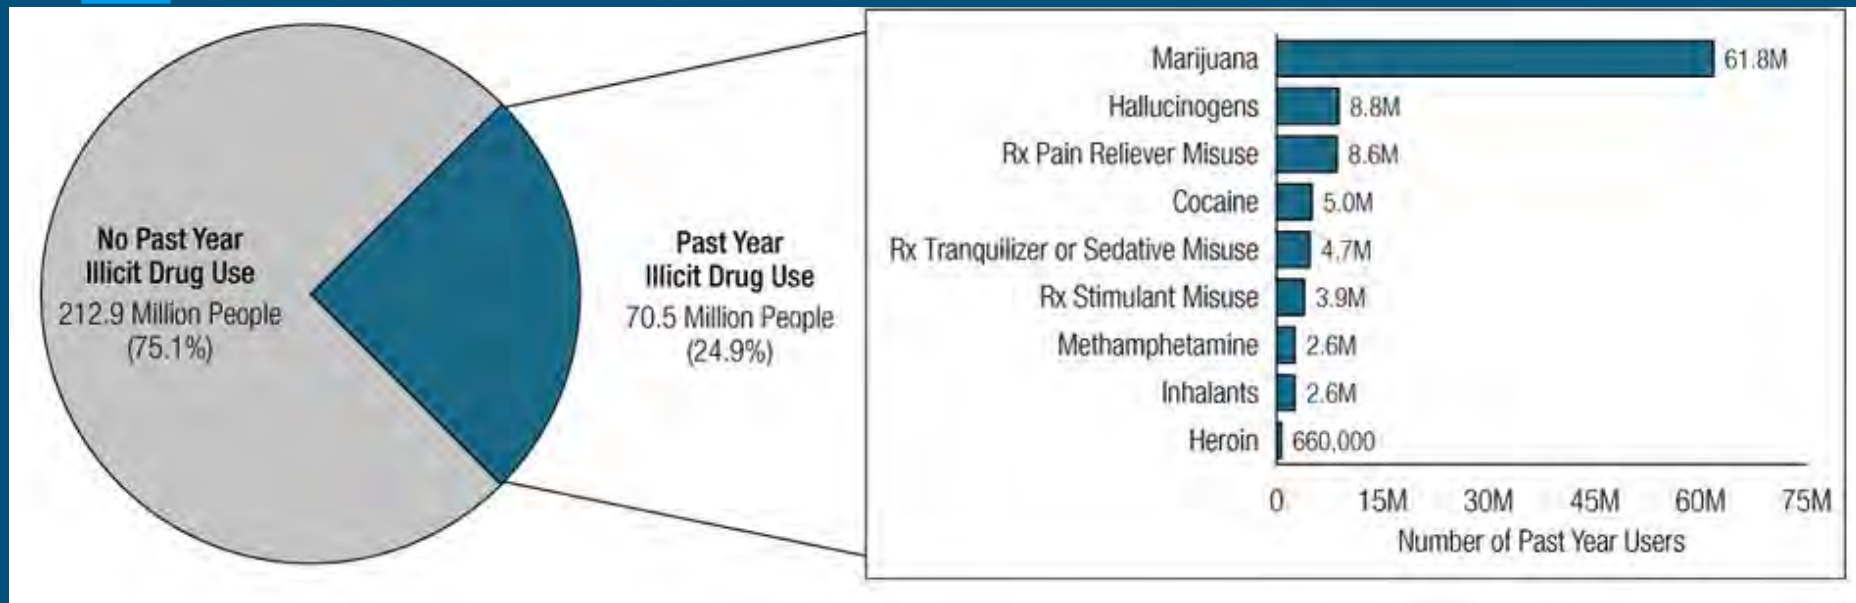 No Past Year
Illicit Drug Use
212.9 Million People
(75.1%)
Past Year
Illicit Drug Use
70.5 Million People
(24.9%)
Marijuana 61.8M
Hallucinogens 8.8M
Rx Pain Reliever Misuse 8.6M
Cocaine 5.0M
Rx Tranquilizer or Sedative Misuse 4.7M
Rx Stimulant Misuse 3.9M
Methamphetamine 2.6M
Inhalants 2.6M
Heroin 660,000
0 15M 30M 45M 60M 75M
Number of Past Year Users